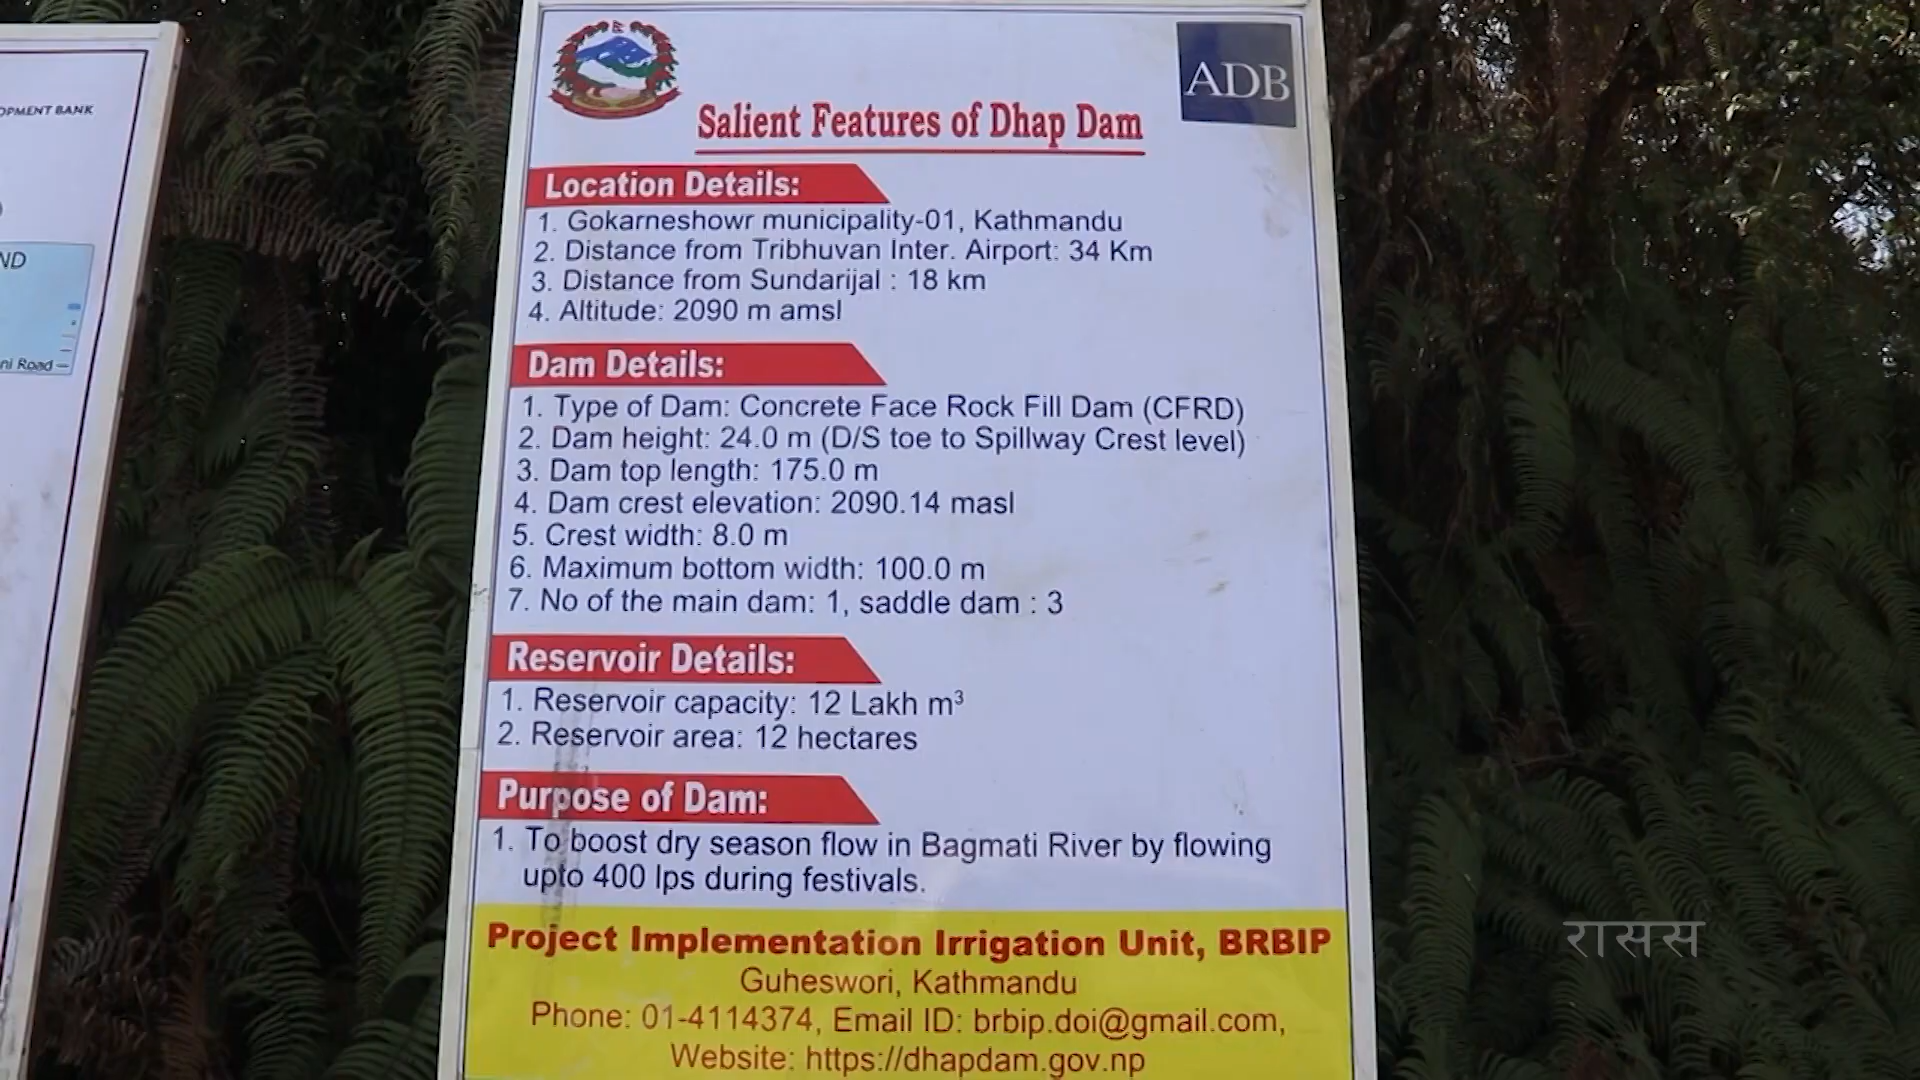 OPMENT BANK
ND
ni Road
ADB
Salient Features of Dhap Dam
Location Details:
1. Gokarneshowr municipality-01, Kathmandu
2. Distance from Tribhuvan Inter. Airport: 34 Km
3. Distance from Sundarijal : 18 km
4. Altitude: 2090 m amsl
Dam Details:
1. Type of Dam: Concrete Face Rock Fill Dam (CFRD)
2. Dam height: 24.0 m (D/S toe to Spillway Crest level)
3. Dam top length: 175.0 m
4. Dam crest elevation: 2090.14 masl
5. Crest width: 8.0 m
6. Maximum bottom width: 100.0 m
7. No of the main dam: 1, saddle dam : 3
Reservoir Details:
1. Reservoir capacity: 12 Lakh m³
2. Reservoir area: 12 hectares
Purpose of Dam:
1. To boost dry season flow in Bagmati River by flowing
upto 400 lps during festivals.
Project Implementation Irrigation Unit, BRBIP
Guheswori, Kathmandu
Phone: 01-4114374, Email ID: brbip.doi@gmail.com,
Website: https://dhapdam.gov.np
रासस